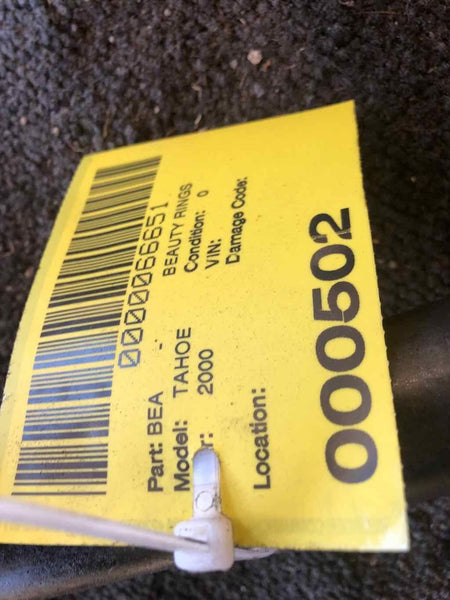 0000066651
Part: BEA BEAUTY RINGS
Model: TAHOE Condition: 0
r: 2000 VIN:
Damage Code:
Location:
000502